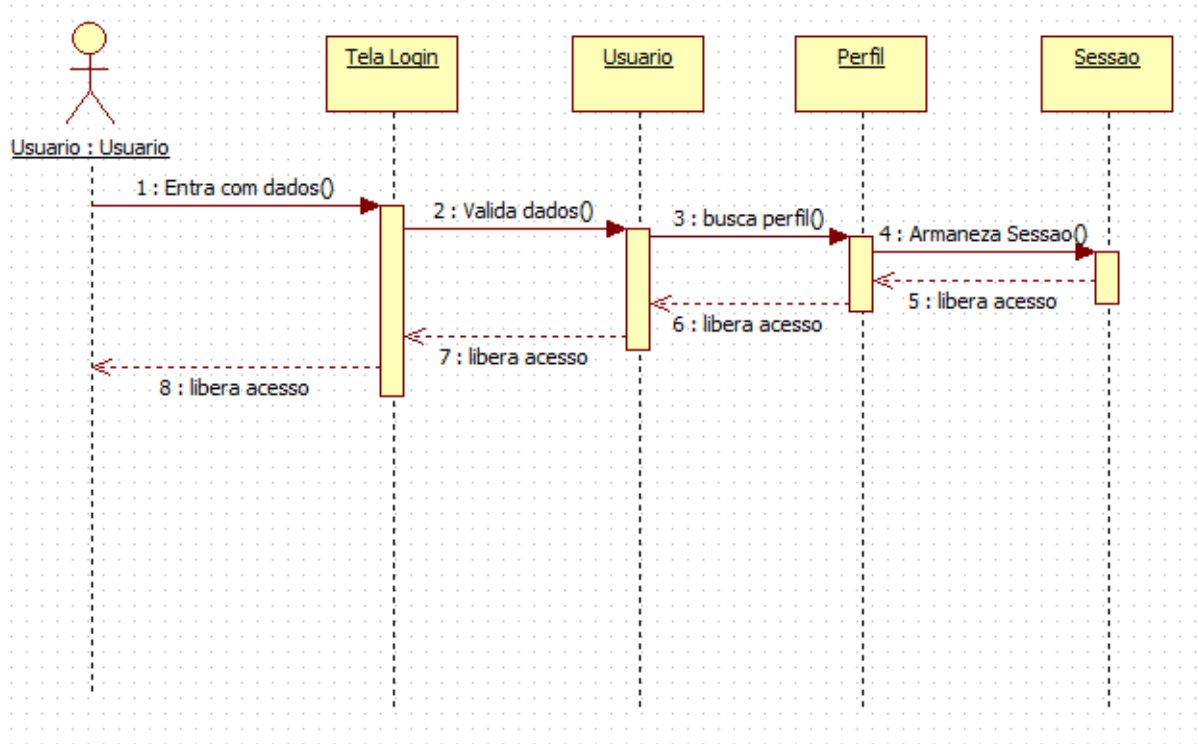 Tela Login
Usuario
Perfil
Sessao
Usuario : Usuario
1 : Entra com dados()
2 : Valida dados()
3 : busca perfil()
4 : Armaneza Sessao()
5 : libera acesso
6 : libera acesso
7 : libera acesso
8 : libera acesso